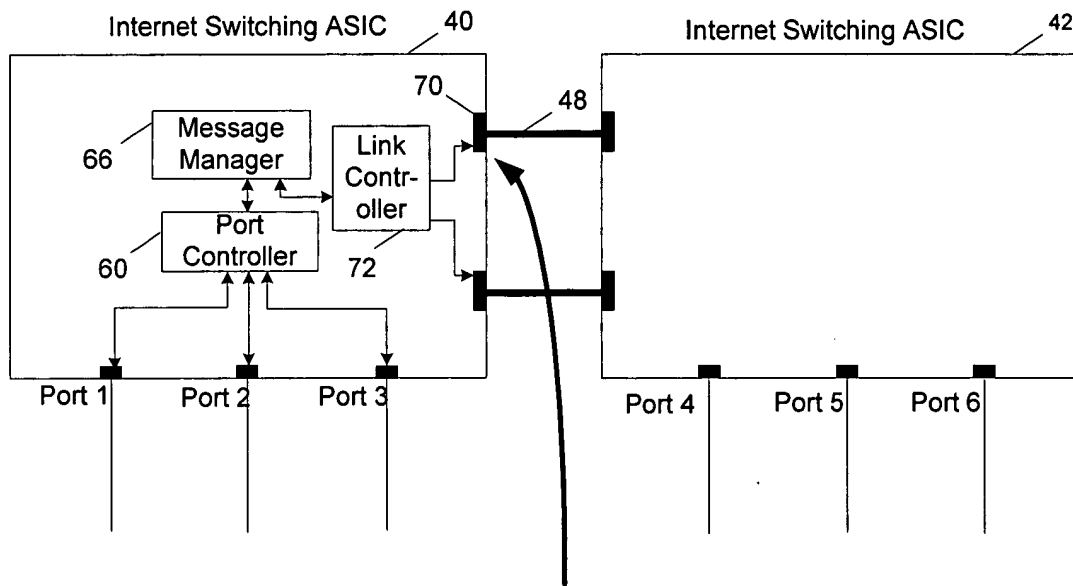 Internet Switching ASIC
40
Internet Switching ASIC
42
70
48
Message
Manager
66
Link
Contr-
oller
Port
Controller
60
72
Port 1
Port 2
Port 3
Port 4
Port 5
Port 6